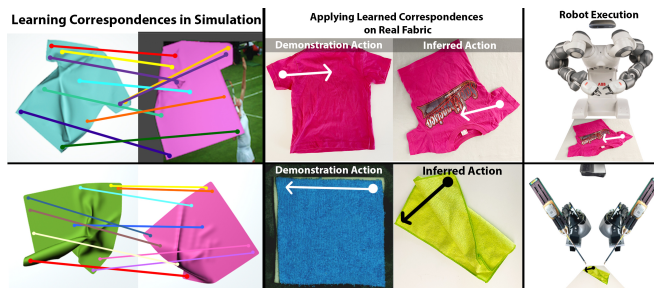 Learning Correspondences in Simulation
Applying Learned Correspondences
on Real Fabric
Robot Execution
Demonstration Action
Inferred Action
Demonstration Action
Inferred Action